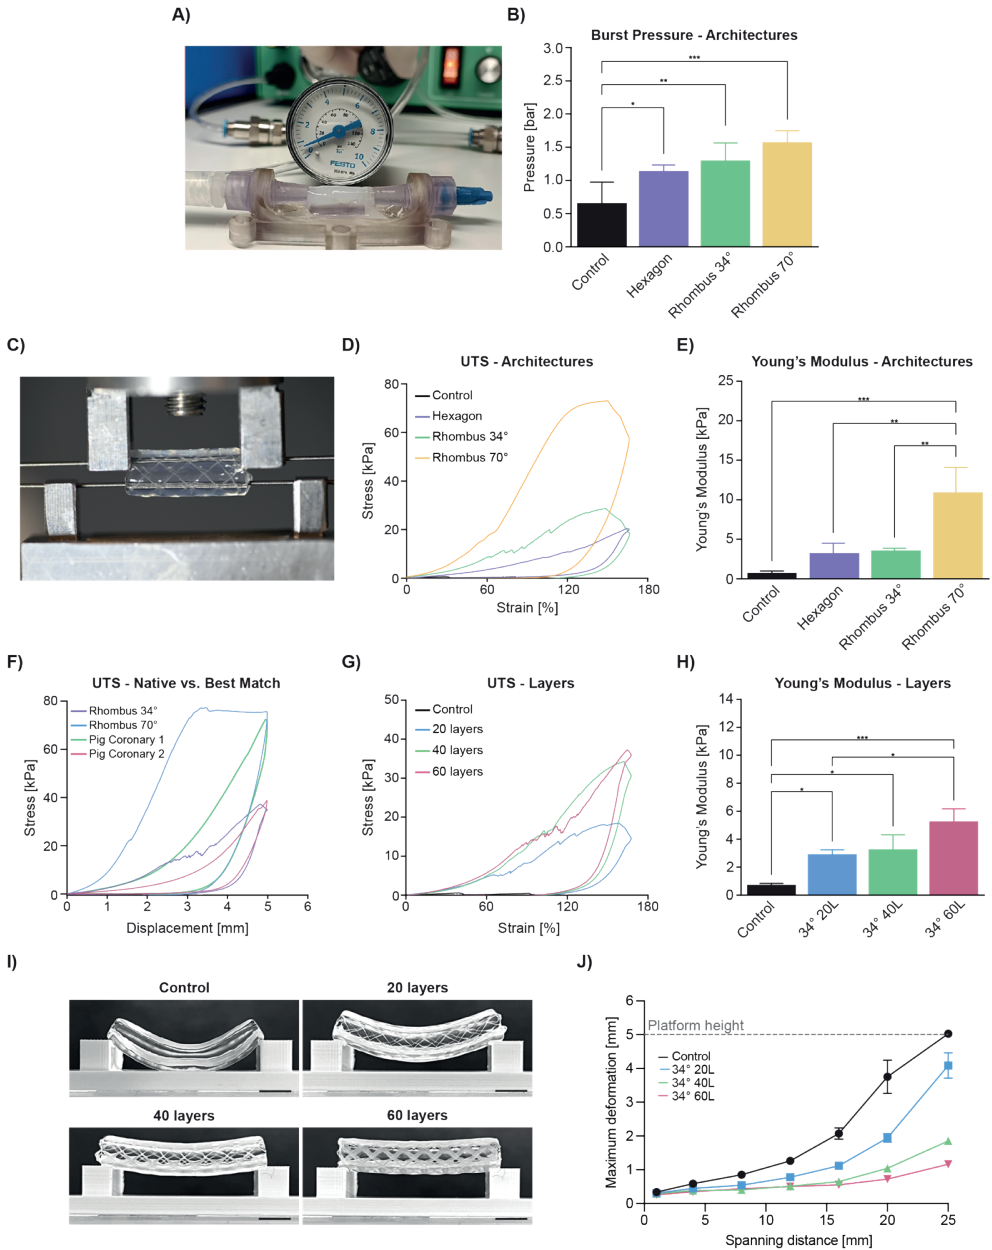 A)
B)
Burst Pressure - Architectures
Pressure [bar]
3.0
2.5
2.0
1.5
1.0
0.5
0.0
***
**
*
Control
Hexagon
Rhombus 34°
Rhombus 70°
2
4
6
8
10
0
FESTO
C)
D)
UTS - Architectures
Stress [kPa]
80
60
40
20
0
Control
Hexagon
Rhombus 34°
Rhombus 70°
0
60
120
180
Strain [%]
E)
Young's Modulus - Architectures
Young's Modulus [kPa]
25
20
15
10
5
0
***
**
**
Control
Hexagon
Rhombus 34°
Rhombus 70°
F)
UTS - Native vs. Best Match
Stress [kPa]
80
60
40
20
0
Rhombus 34°
Rhombus 70°
Pig Coronary 1
Pig Coronary 2
0
1
2
3
4
5
6
Displacement [mm]
G)
UTS - Layers
Stress [kPa]
50
40
30
20
10
0
Control
20 layers
40 layers
60 layers
0
60
120
180
Strain [%]
H)
Young's Modulus - Layers
Young's Modulus [kPa]
14
12
10
8
6
4
2
0
***
*
*
*
Control
34° 20L
34° 40L
34° 60L
I)
Control
20 layers
40 layers
60 layers
J)
Maximum deformation [mm]
6
5
4
3
2
1
0
Platform height
Control
34° 20L
34° 40L
34° 60L
0
5
10
15
20
25
Spanning distance [mm]